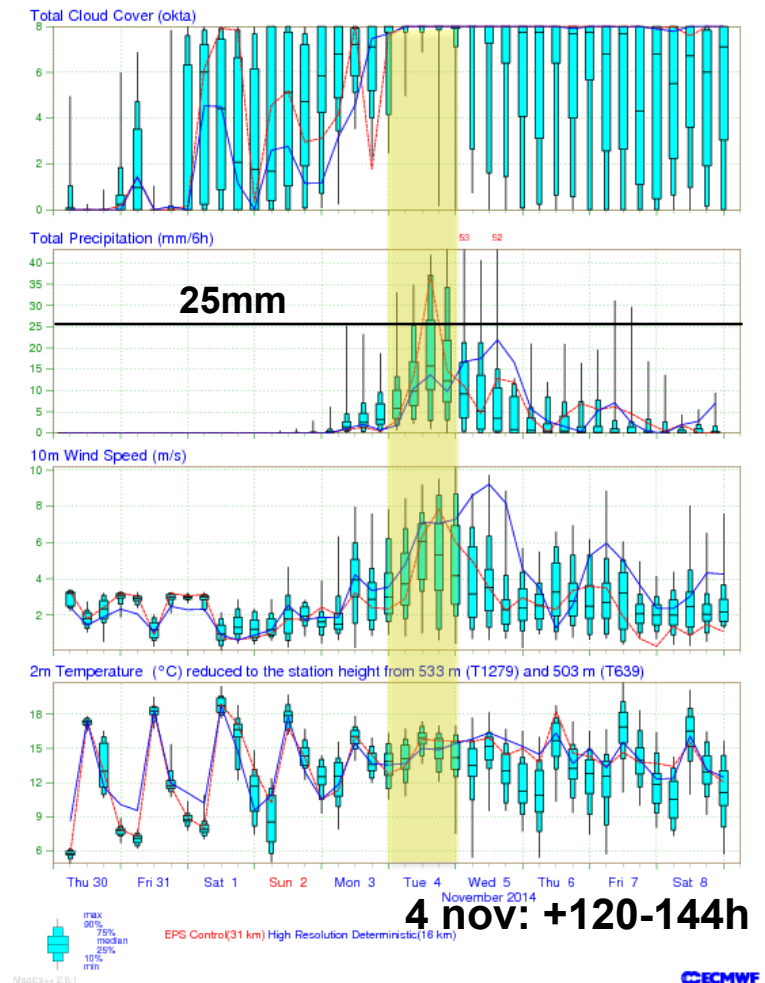 Total Cloud Cover (okta)
8
6
4
2
0
Total Precipitation (mm/6h)
53 52
40
35
30
25mm
25
20
15
10
5
0
10m Wind Speed (m/s)
10
8
6
4
2
2m Temperature (°C) reduced to the station height from 533 m (T1279) and 503 m (T639)
18
15
12
9
6
Thu 30 Fri 31 Sat 1 Sun 2 Mon 3 Tue 4 Wed 5 Thu 6 Fri 7 Sat 8
November 2014
4 nov: +120-144h
max
90%
75%
median
25%
10%
min
EPS Control(31 km) High Resolution Deterministic(16 km)
Magics++ 2.8.1
ECMWF